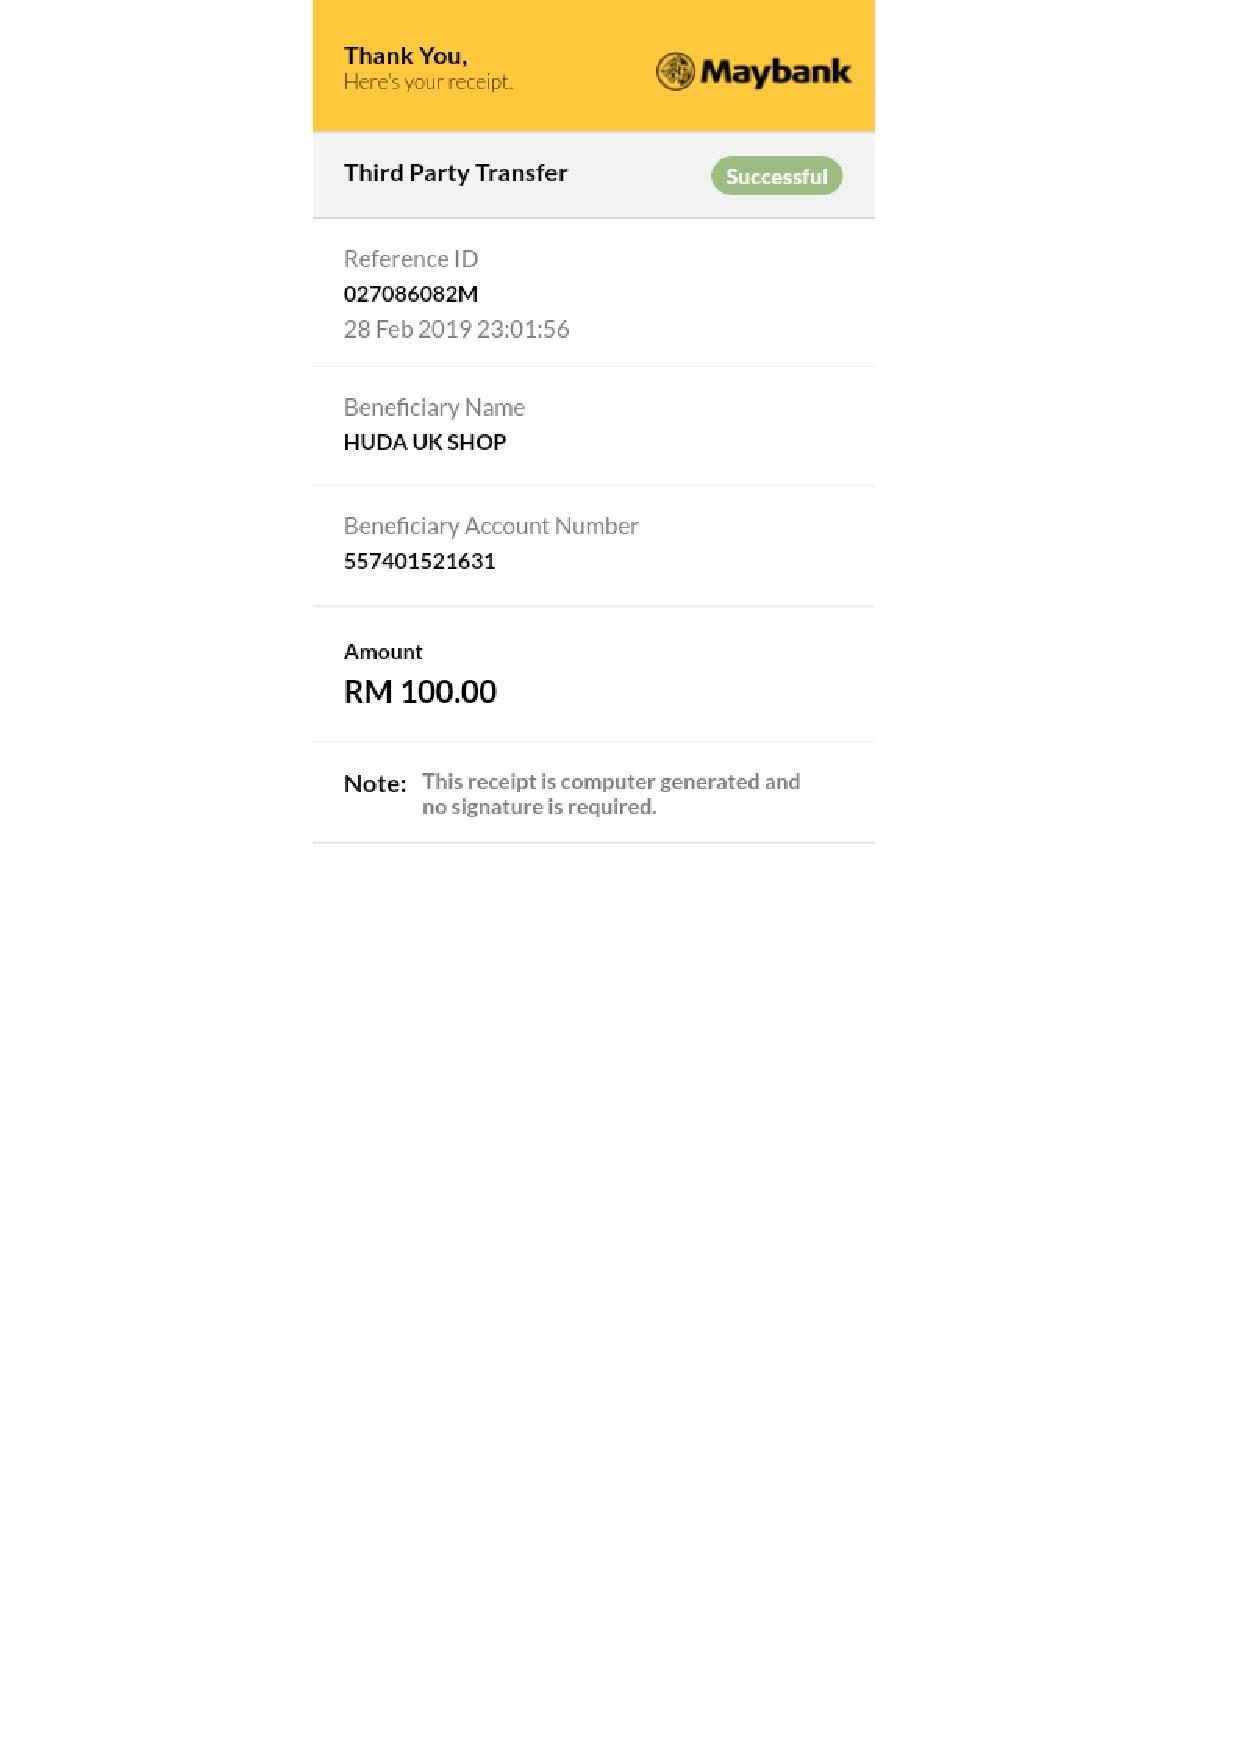 Thank You,
Here's your receipt.
Maybank
Third Party Transfer
Successful
Reference ID
027086082M
28 Feb 2019 23:01:56
Beneficiary Name
HUDA UK SHOP
Beneficiary Account Number
557401521631
Amount
RM 100.00
Note: This receipt is computer generated and
no signature is required.